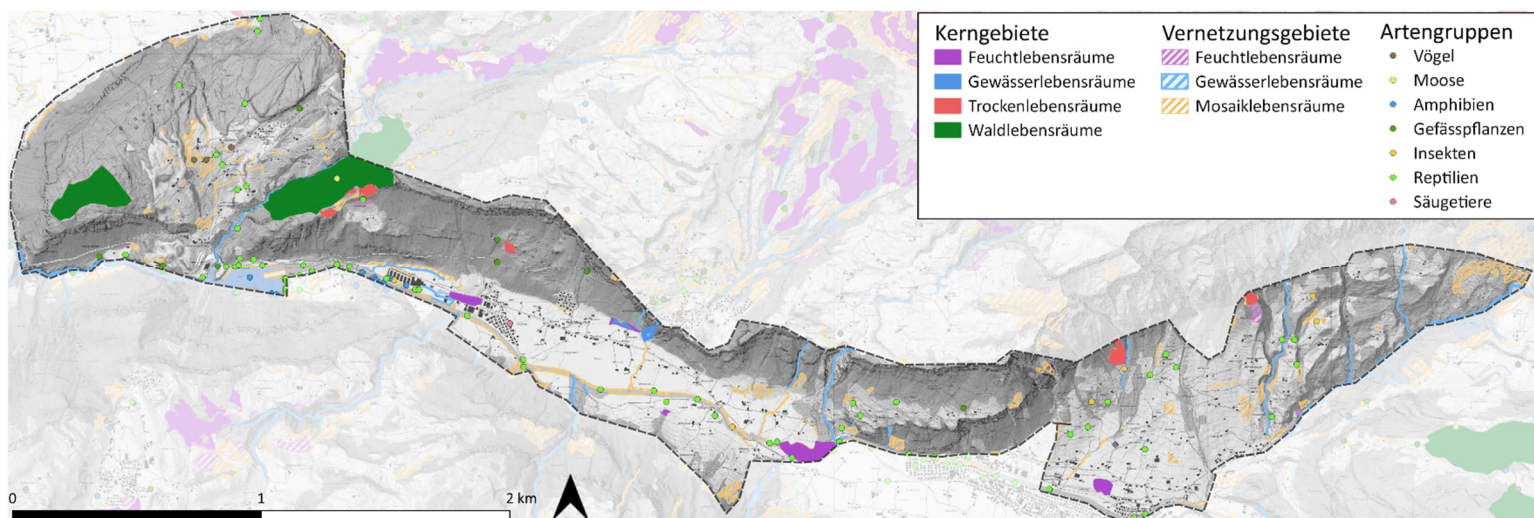 Kerngebiete
Feuchtlebensräume
Gewässerlebensräume
Trockenlebensräume
Waldlebensräume
Vernetzungsgebiete
Feuchtlebensräume
Gewässerlebensräume
Mosaiklebensräume
Artengruppen
Vögel
Moose
Amphibien
Gefässpflanzen
Insekten
Reptilien
Säugetiere
0 1 2 km